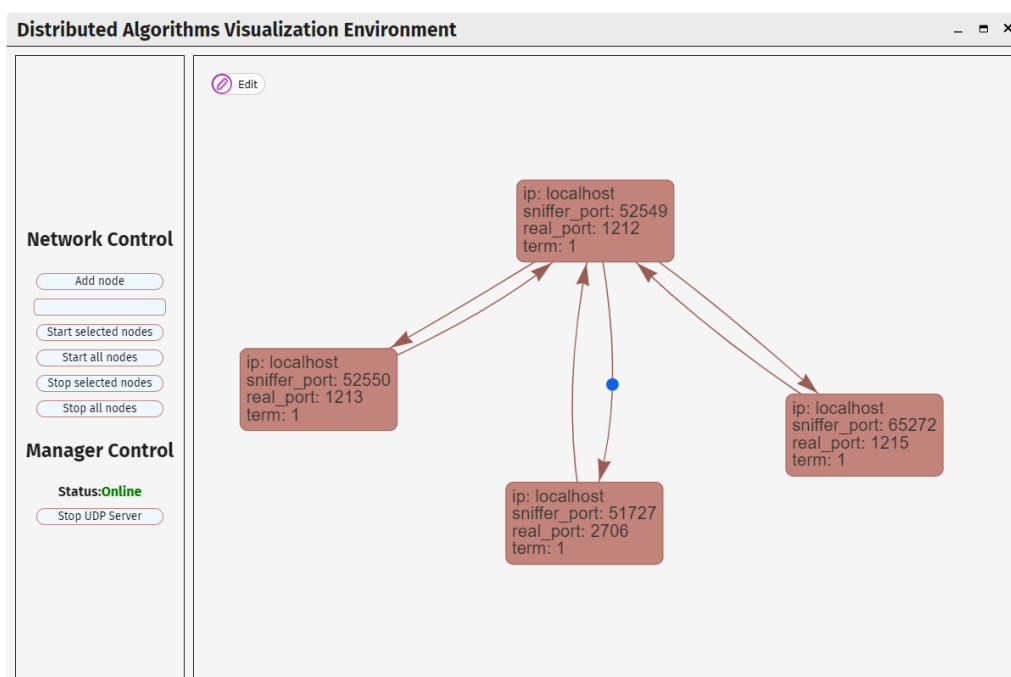 Distributed Algorithms Visualization Environment
Edit
Network Control
Add node
Start selected nodes
Start all nodes
Stop selected nodes
Stop all nodes
Manager Control
Status:Online
Stop UDP Server
ip: localhost
sniffer_port: 52549
real_port: 1212
term: 1
ip: localhost
sniffer_port: 52550
real_port: 1213
term: 1
ip: localhost
sniffer_port: 65272
real_port: 1215
term: 1
ip: localhost
sniffer_port: 51727
real_port: 2706
term: 1